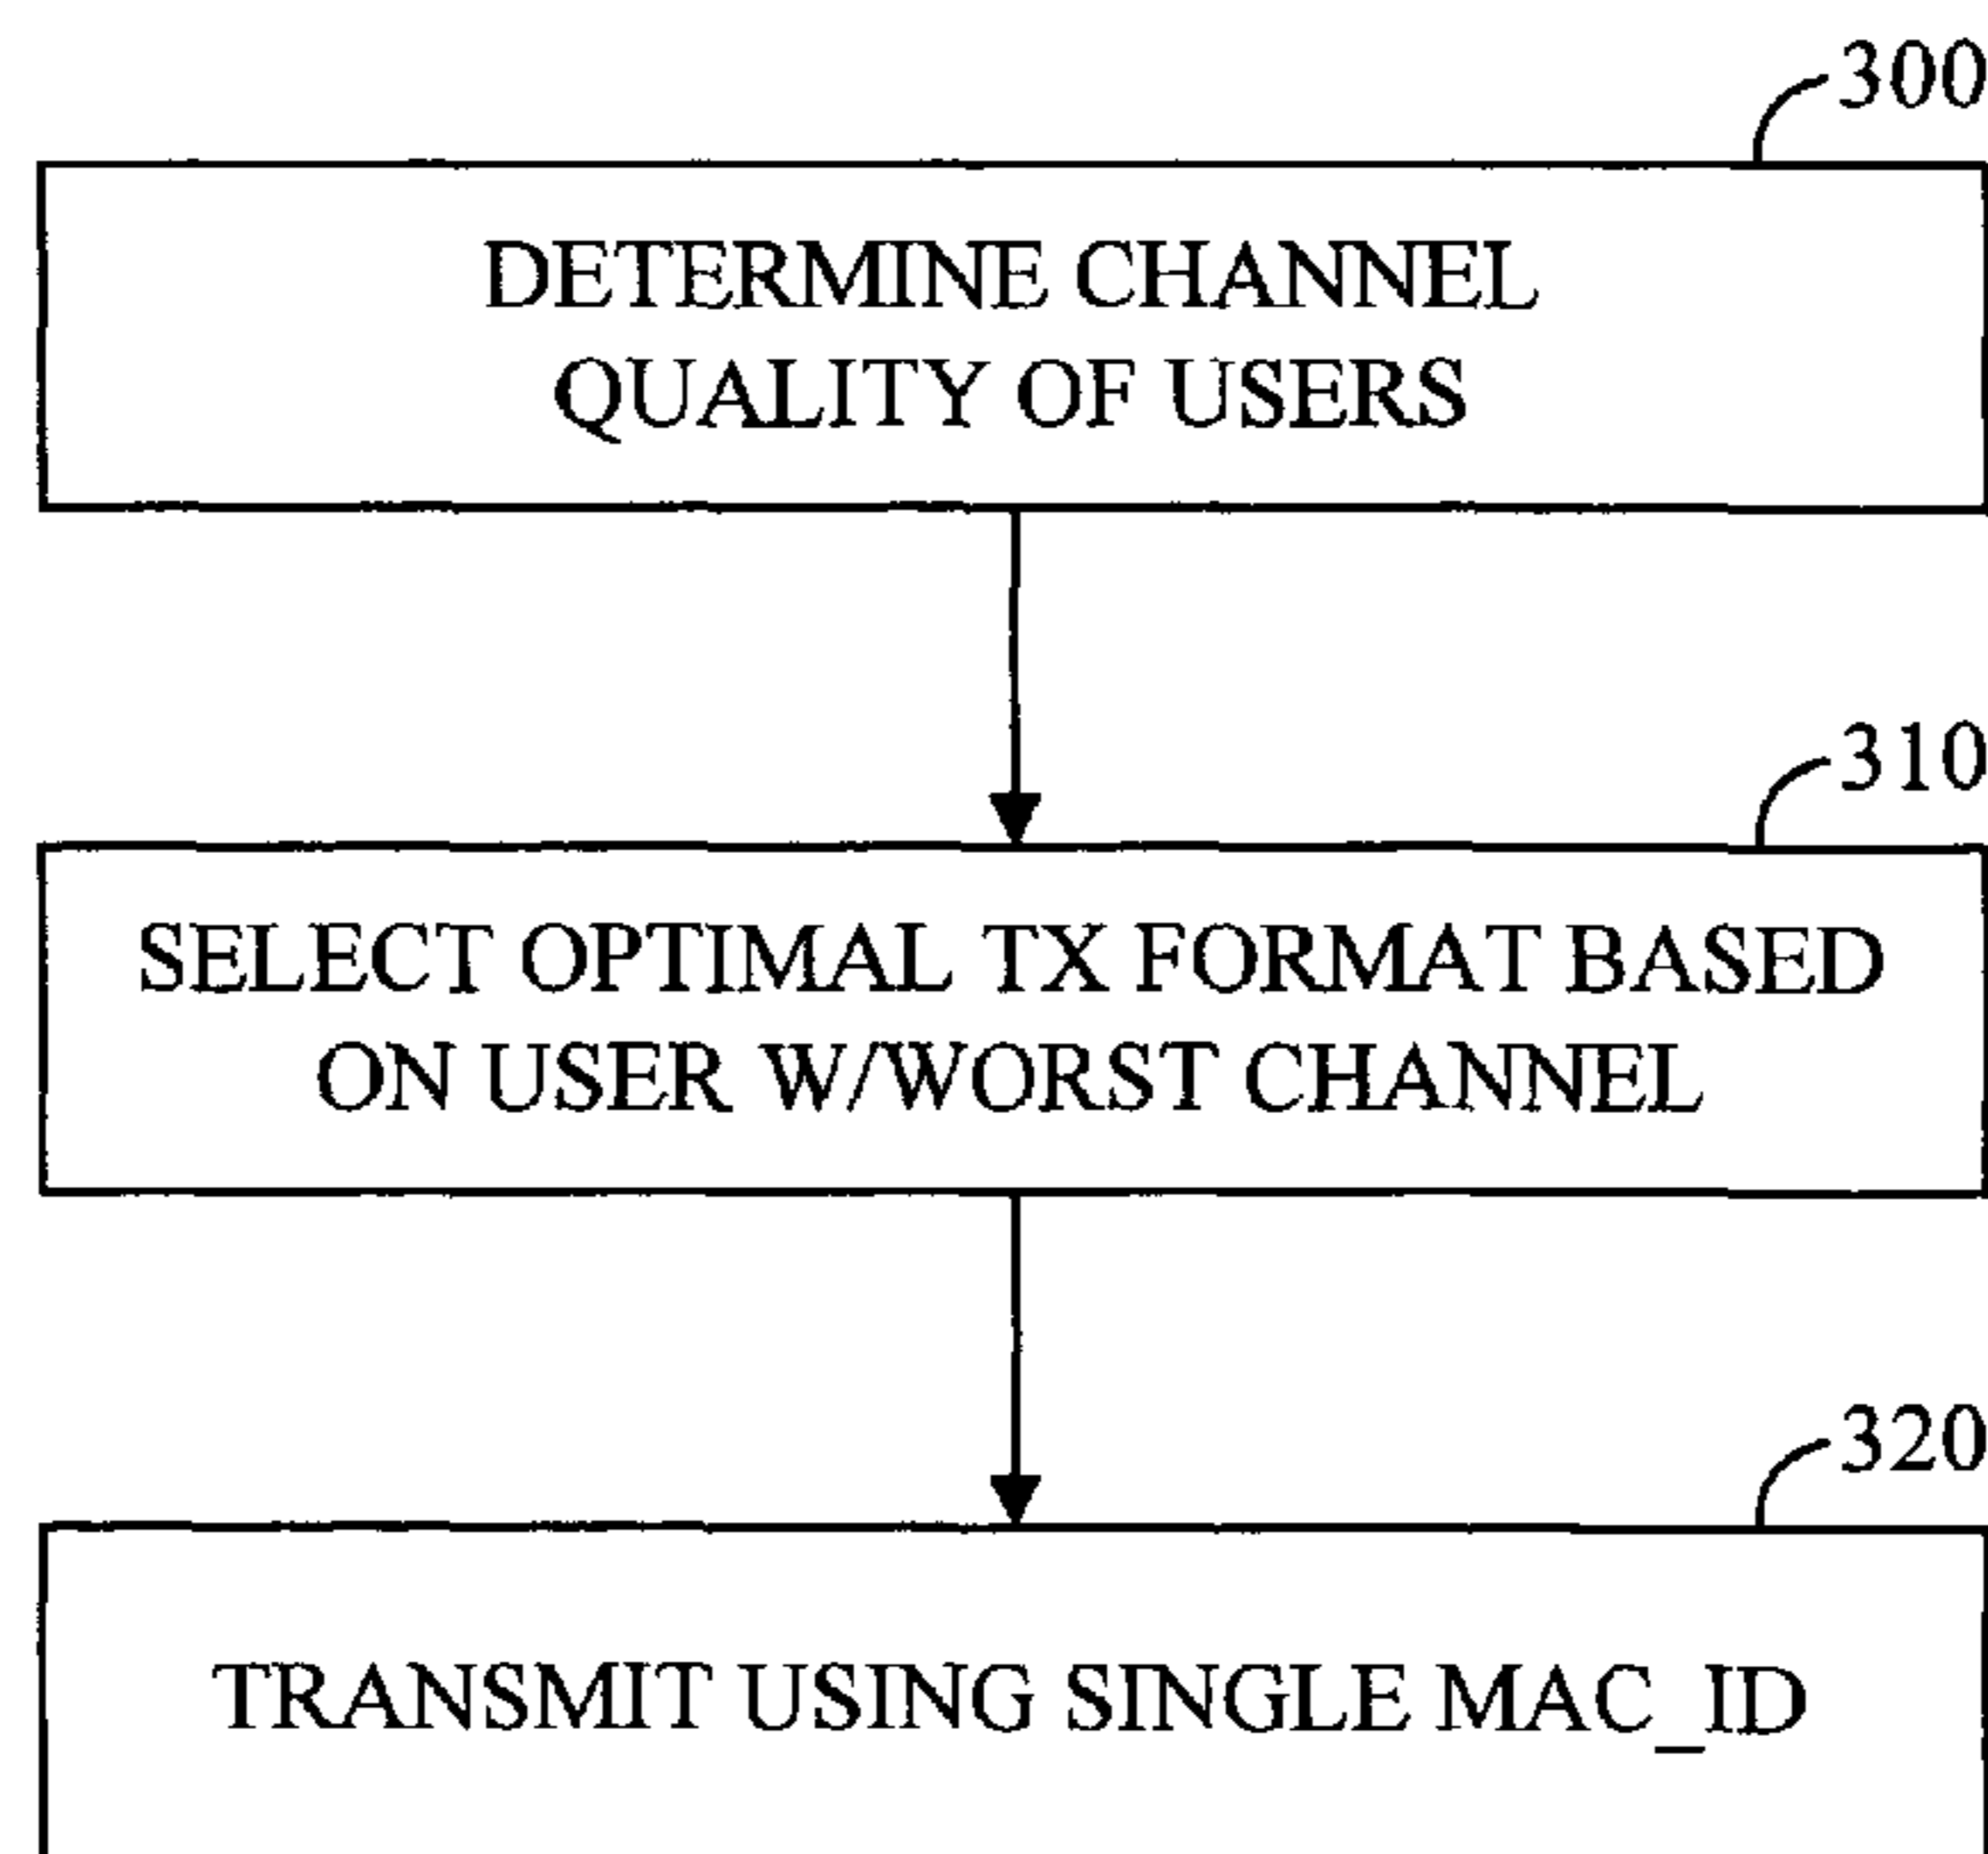 300
DETERMINE CHANNEL
QUALITY OF USERS
310
SELECT OPTIMAL TX FORMAT BASED
ON USER W/WORST CHANNEL
320
TRANSMIT USING SINGLE MAC_ID